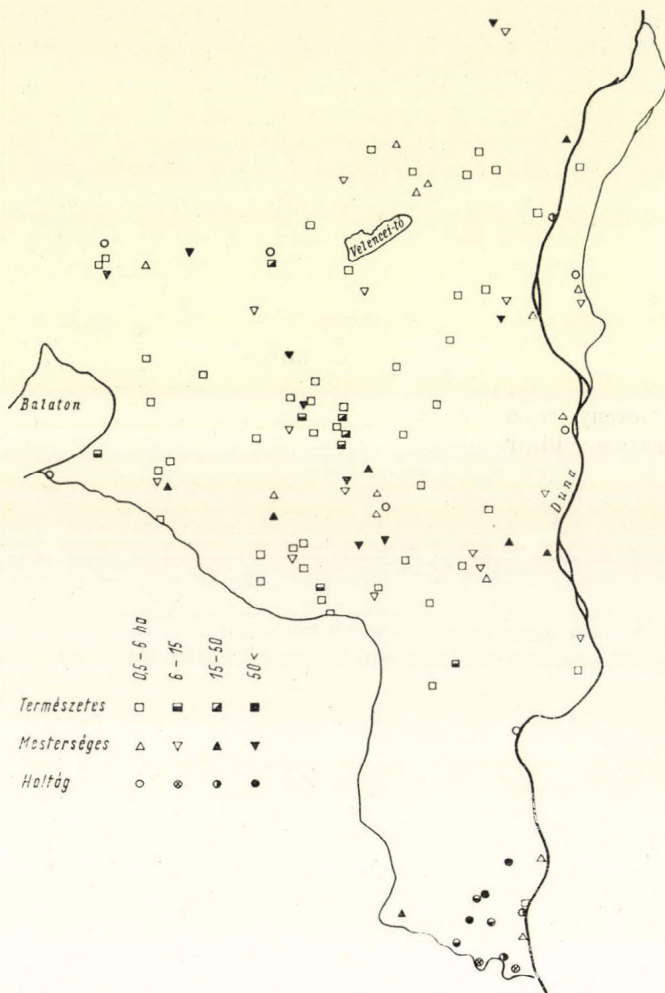 Velencei-tó
Balaton
Duna
0,5–6 ha
6–15
15–50
50 <
Természetes
Mesterséges
Holtág